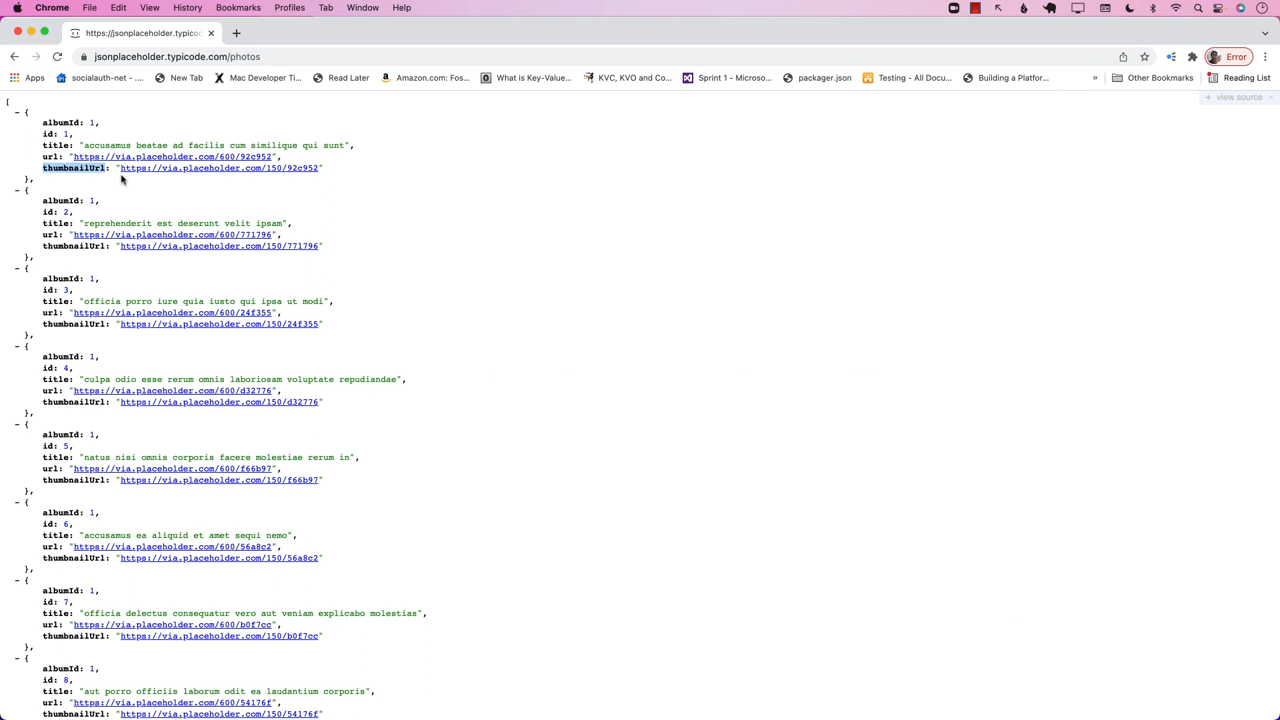 Chrome File Edit View History Bookmarks Profiles Tab Window Help
https://jsonplaceholder.typico
jsonplaceholder.typicode.com/photos Error
Apps socialauth-net - .... New Tab Mac Developer Ti... Read Later Amazon.com: Fos... What is Key-Value... KVC, KVO and Co... Sprint 1 - Microso... packager.json Testing - All Docu... Building a Platfor... » Other Bookmarks Reading List
+ view source
[
- {
albumId: 1,
id: 1,
title: "accusamus beatae ad facilis cum similique qui sunt",
url: "https://via.placeholder.com/600/92c952",
thumbnailUrl: "https://via.placeholder.com/150/92c952"
},
- {
albumId: 1,
id: 2,
title: "reprehenderit est deserunt velit ipsam",
url: "https://via.placeholder.com/600/771796",
thumbnailUrl: "https://via.placeholder.com/150/771796"
},
- {
albumId: 1,
id: 3,
title: "officia porro iure quia iusto qui ipsa ut modi",
url: "https://via.placeholder.com/600/24f355",
thumbnailUrl: "https://via.placeholder.com/150/24f355"
},
- {
albumId: 1,
id: 4,
title: "culpa odio esse rerum omnis laboriosam voluptate repudiandae",
url: "https://via.placeholder.com/600/d32776",
thumbnailUrl: "https://via.placeholder.com/150/d32776"
},
- {
albumId: 1,
id: 5,
title: "natus nisi omnis corporis facere molestiae rerum in",
url: "https://via.placeholder.com/600/f66b97",
thumbnailUrl: "https://via.placeholder.com/150/f66b97"
},
- {
albumId: 1,
id: 6,
title: "accusamus ea aliquid et amet sequi nemo",
url: "https://via.placeholder.com/600/56a8c2",
thumbnailUrl: "https://via.placeholder.com/150/56a8c2"
},
- {
albumId: 1,
id: 7,
title: "officia delectus consequatur vero aut veniam explicabo molestias",
url: "https://via.placeholder.com/600/b0f7cc",
thumbnailUrl: "https://via.placeholder.com/150/b0f7cc"
},
- {
albumId: 1,
id: 8,
title: "aut porro officiis laborum odit ea laudantium corporis",
url: "https://via.placeholder.com/600/54176f",
thumbnailUrl: "https://via.placeholder.com/150/54176f"